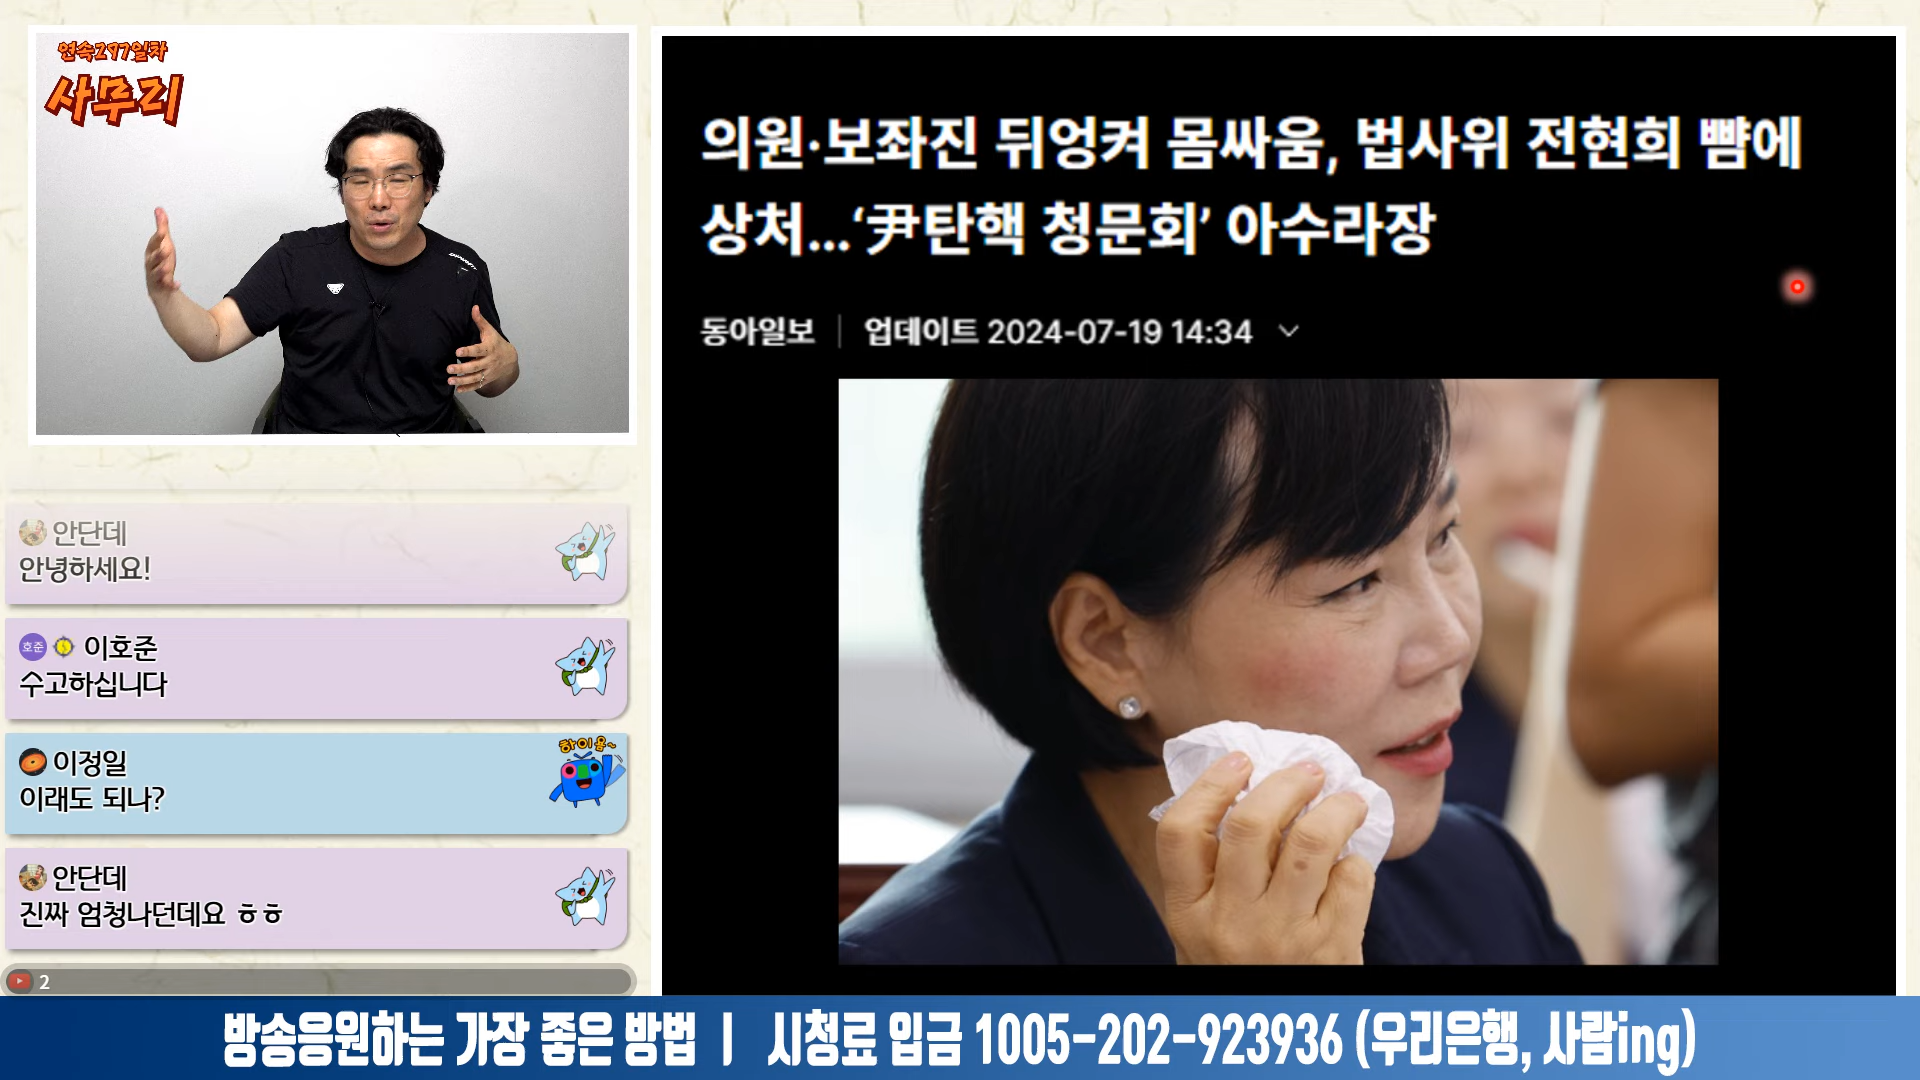 연속297일차
사무리
의원·보좌진 뒤엉켜 몸싸움, 법사위 전현희 뺨에
상처...‘尹탄핵 청문회’ 아수라장
동아일보 | 업데이트 2024-07-19 14:34
안단데
안녕하세요!
호준 이호준
수고하십니다
하이욤~
이정일
이래도 되나?
안단데
진짜 엄청나던데요 ㅎㅎ
2
방송응원하는 가장 좋은 방법 | 시청료 입금 1005-202-923936 (우리은행, 사람ing)